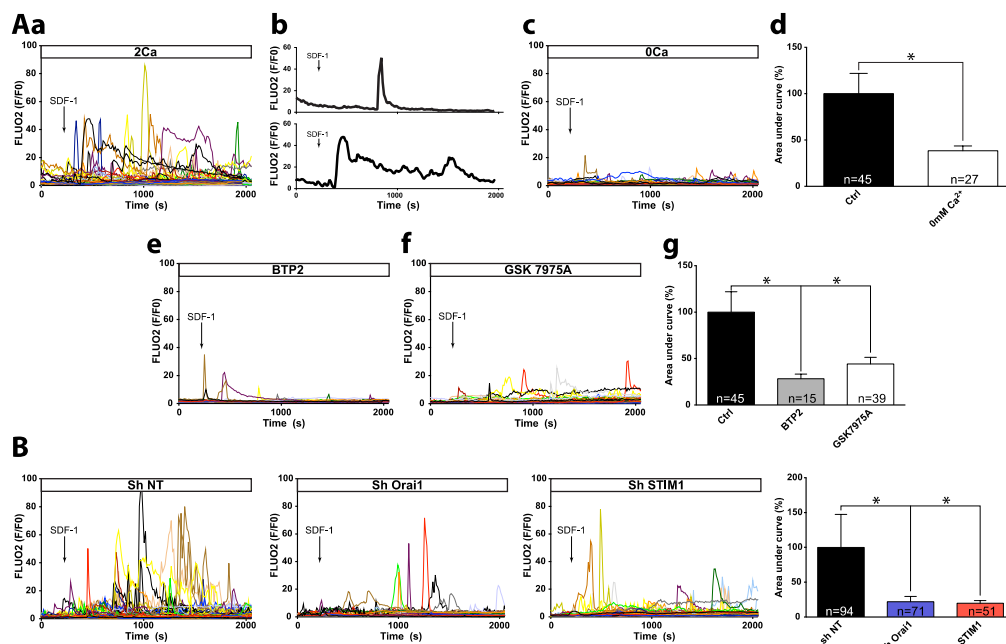 Aa
2Ca
FLUO2 (F/F0)
100
80
60
40
20
0
SDF-1
0
1000
2000
Time (s)
b
FLUO2 (F/F0)
60
40
20
0
SDF-1
0
1000
2000
FLUO2 (F/F0)
60
40
20
0
SDF-1
0
1000
2000
Time (s)
c
0Ca
FLUO2 (F/F0)
100
80
60
40
20
0
SDF-1
0
1000
2000
Time (s)
d
Area under curve (%)
150
100
50
0
*
n=45
n=27
Ctrl
0mM Ca²⁺
e
BTP2
FLUO2 (F/F0)
100
80
60
40
20
0
SDF-1
0
1000
2000
Time (s)
f
GSK 7975A
FLUO2 (F/F0)
100
80
60
40
20
0
SDF-1
0
1000
2000
Time (s)
g
Area under curve (%)
150
100
50
0
*
*
n=45
n=15
n=39
Ctrl
BTP2
GSK7975A
B
Sh NT
FLUO2 (F/F0)
100
80
60
40
20
0
SDF-1
0
1000
2000
Time (s)
Sh Orai1
100
80
60
40
20
0
SDF-1
0
1000
2000
Time (s)
Sh STIM1
100
80
60
40
20
0
SDF-1
0
1000
2000
Time (s)
Area under curve (%)
200
150
100
50
0
*
*
n=94
n=71
n=51
sh NT
h Orai1
STIM1